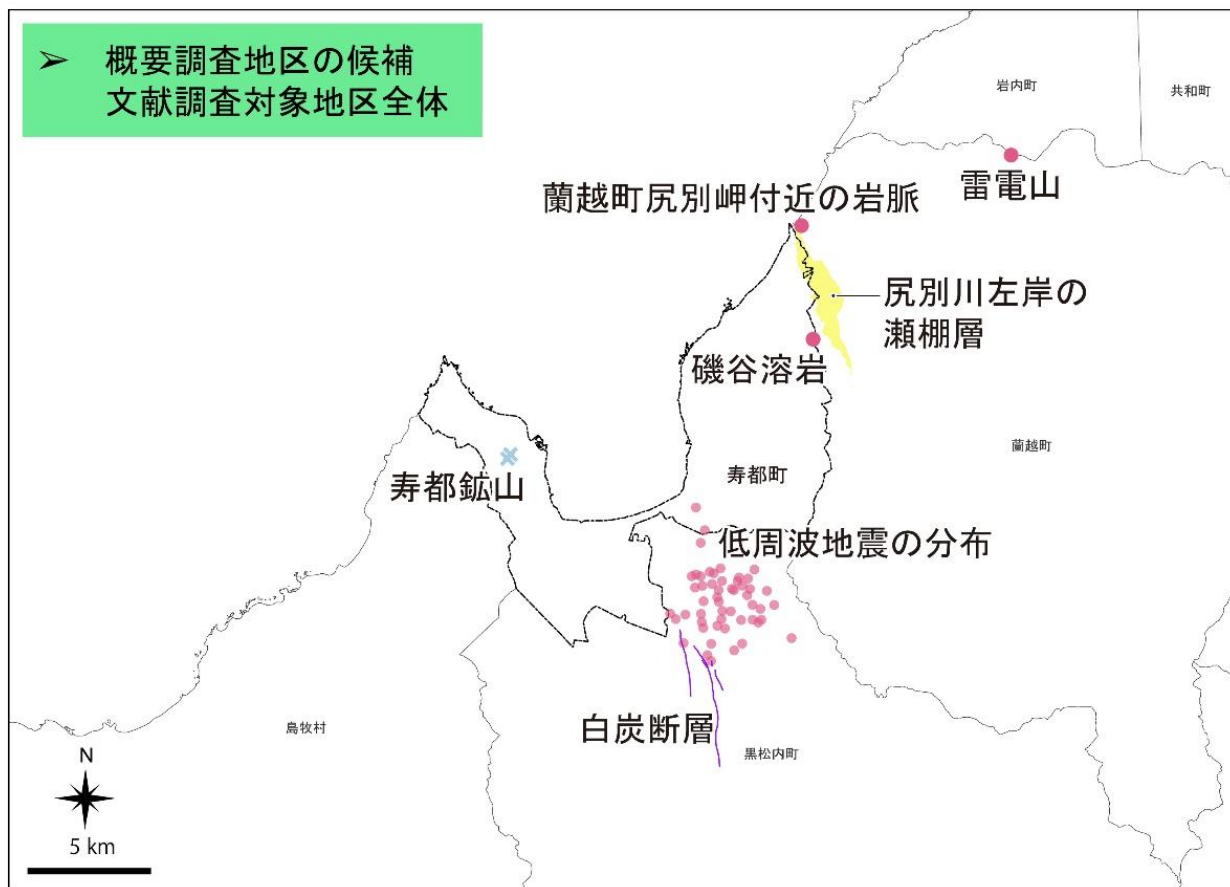 ➢ 概要調査地区の候補
文献調査対象地区全体
岩内町
共和町
雷電山
蘭越町尻別岬付近の岩脈
尻別川左岸の
瀬棚層
磯谷溶岩
蘭越町
寿都鉱山
寿都町
低周波地震の分布
白炭断層
島牧村
黒松内町
N
5 km